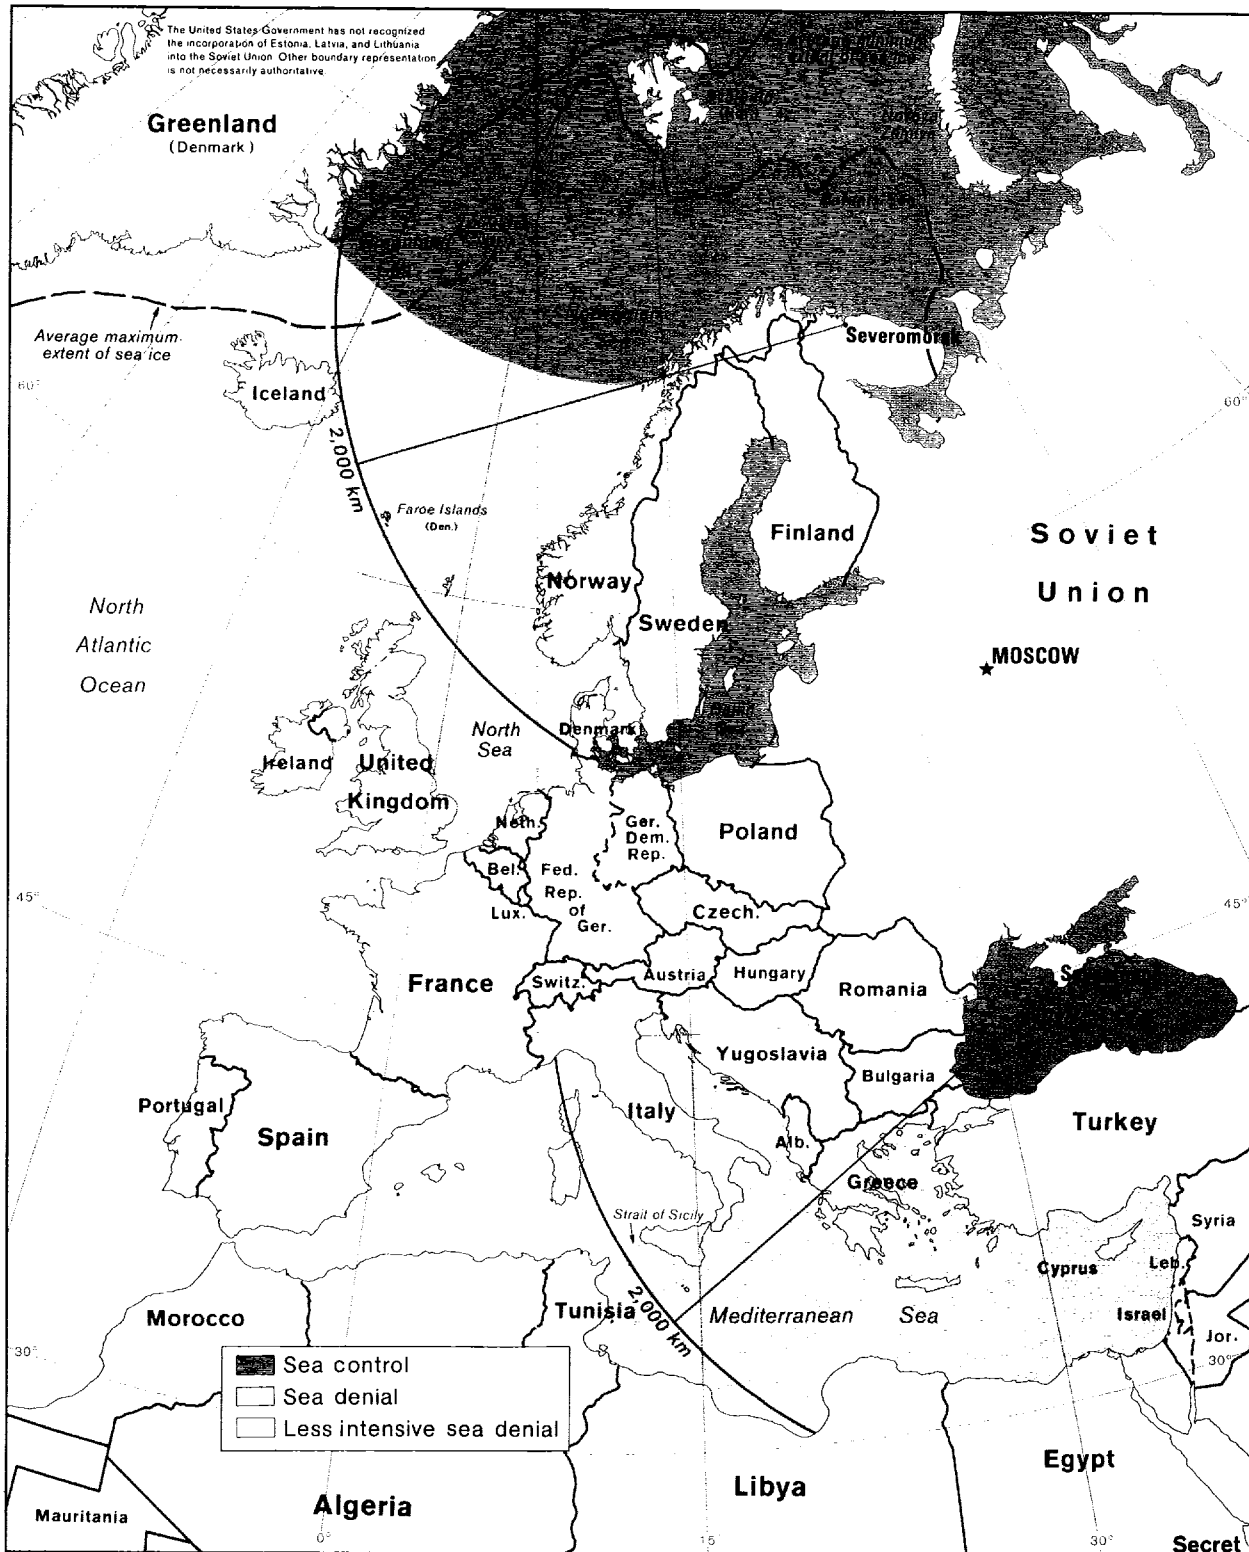 The United States Government has not recognized
the incorporation of Estonia, Latvia, and Lithuania
into the Soviet Union. Other boundary representation
is not necessarily authoritative.
Greenland
(Denmark)
Average maximum
extent of sea ice
60°
Iceland
Severomorsk
60°
2,000 km
Faroe Islands
(Den.)
Finland
Soviet
Union
North
Atlantic
Ocean
Norway
Sweden
MOSCOW
North
Sea
Denmark
Ireland
United
Kingdom
Neth.
Ger.
Dem.
Rep.
Poland
Bel.
Fed.
Rep.
of
Ger.
Lux.
Czech.
45°
45°
France
Switz.
Austria
Hungary
Romania
Yugoslavia
Bulgaria
Portugal
Spain
Italy
Alb.
Greece
Turkey
Strait of Sicily
Syria
Cyprus
Leb.
Israel
Jor.
Morocco
Tunisia
2,000 km
Mediterranean Sea
30°
30°
Sea control
Sea denial
Less intensive sea denial
Mauritania
Algeria
Libya
Egypt
0°
15°
30°
Secret